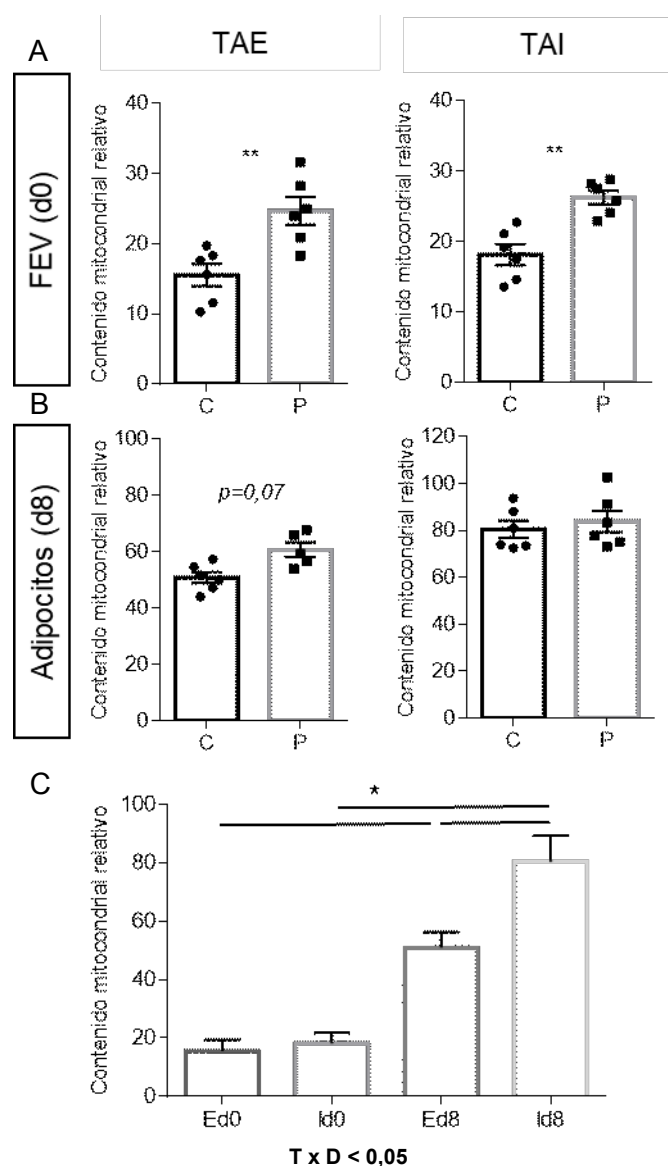 TAE
TAI
A
FEV (d0)
Contenido mitocondrial relativo
40
30
20
10
0
**
C
P
Contenido mitocondrial relativo
40
30
20
10
0
**
C
P
B
Adipocitos (d8)
Contenido mitocondrial relativo
100
80
60
40
20
0
p=0,07
C
P
Contenido mitocondrial relativo
120
100
80
60
40
20
0
C
P
C
Contenido mitocondrial relativo
100
80
60
40
20
0
*
Ed0
Id0
Ed8
Id8
T x D < 0,05